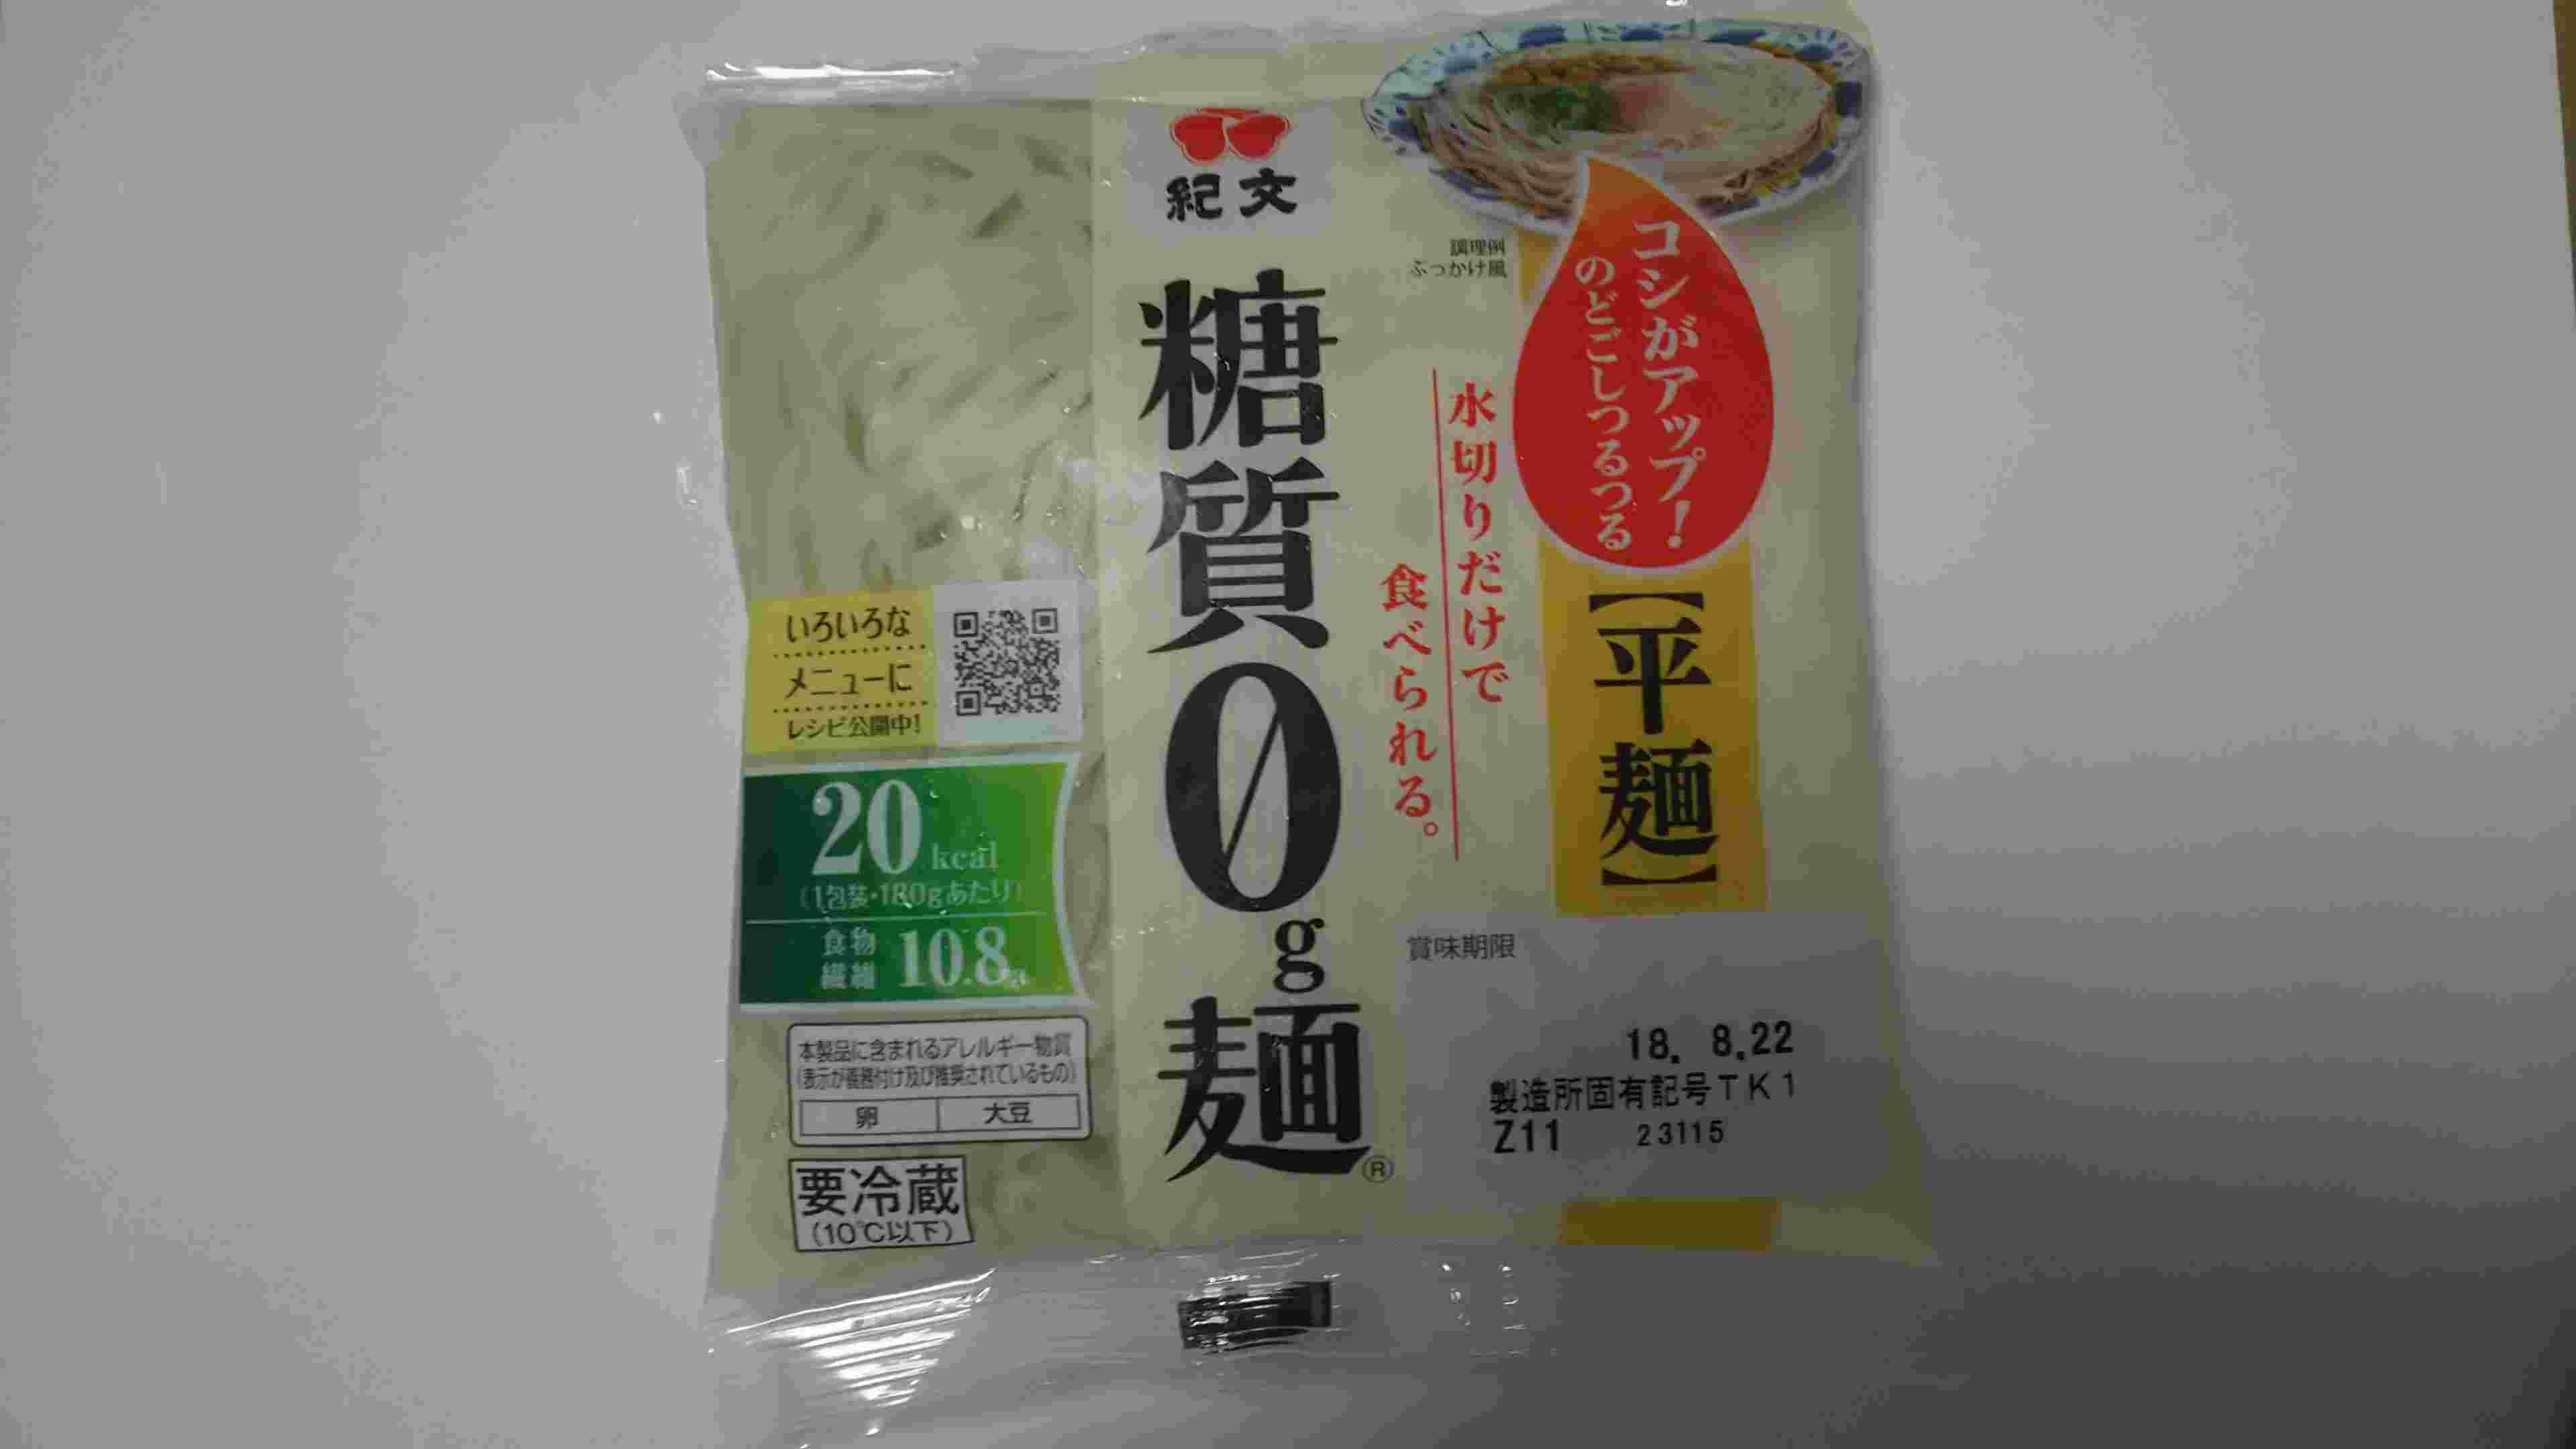 紀文
糖質0g麺®
調理例
ぶっかけ風
コシがアップ!
のどごしつるつる
水切りだけで
食べられる。
【平麺】
いろいろな
メニューに
レシピ公開中!
20kcal
(1包装・180gあたり)
食物
繊維 10.8g
本製品に含まれるアレルギー物質
(表示が義務付け及び推奨されているもの)
卵 大豆
要冷蔵
(10℃以下)
賞味期限
18. 8.22
製造所固有記号TK1
Z11 23115